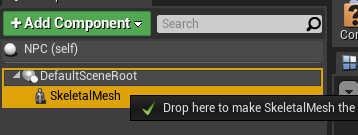 + Add Component
Search
Con
NPC (self)
DefaultSceneRoot
SkeletalMesh
Drop here to make SkeletalMesh the